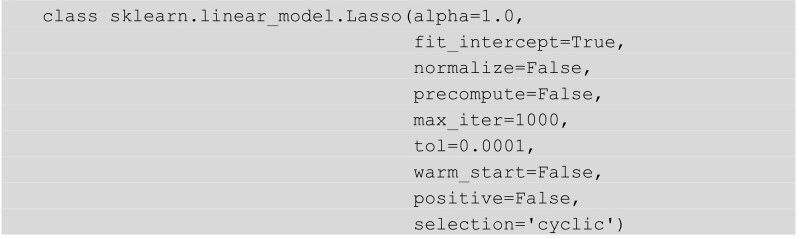 class sklearn.linear_model.Lasso(alpha=1.0,
fit_intercept=True,
normalize=False,
precompute=False,
max_iter=1000,
tol=0.0001,
warm_start=False,
positive=False,
selection='cyclic')